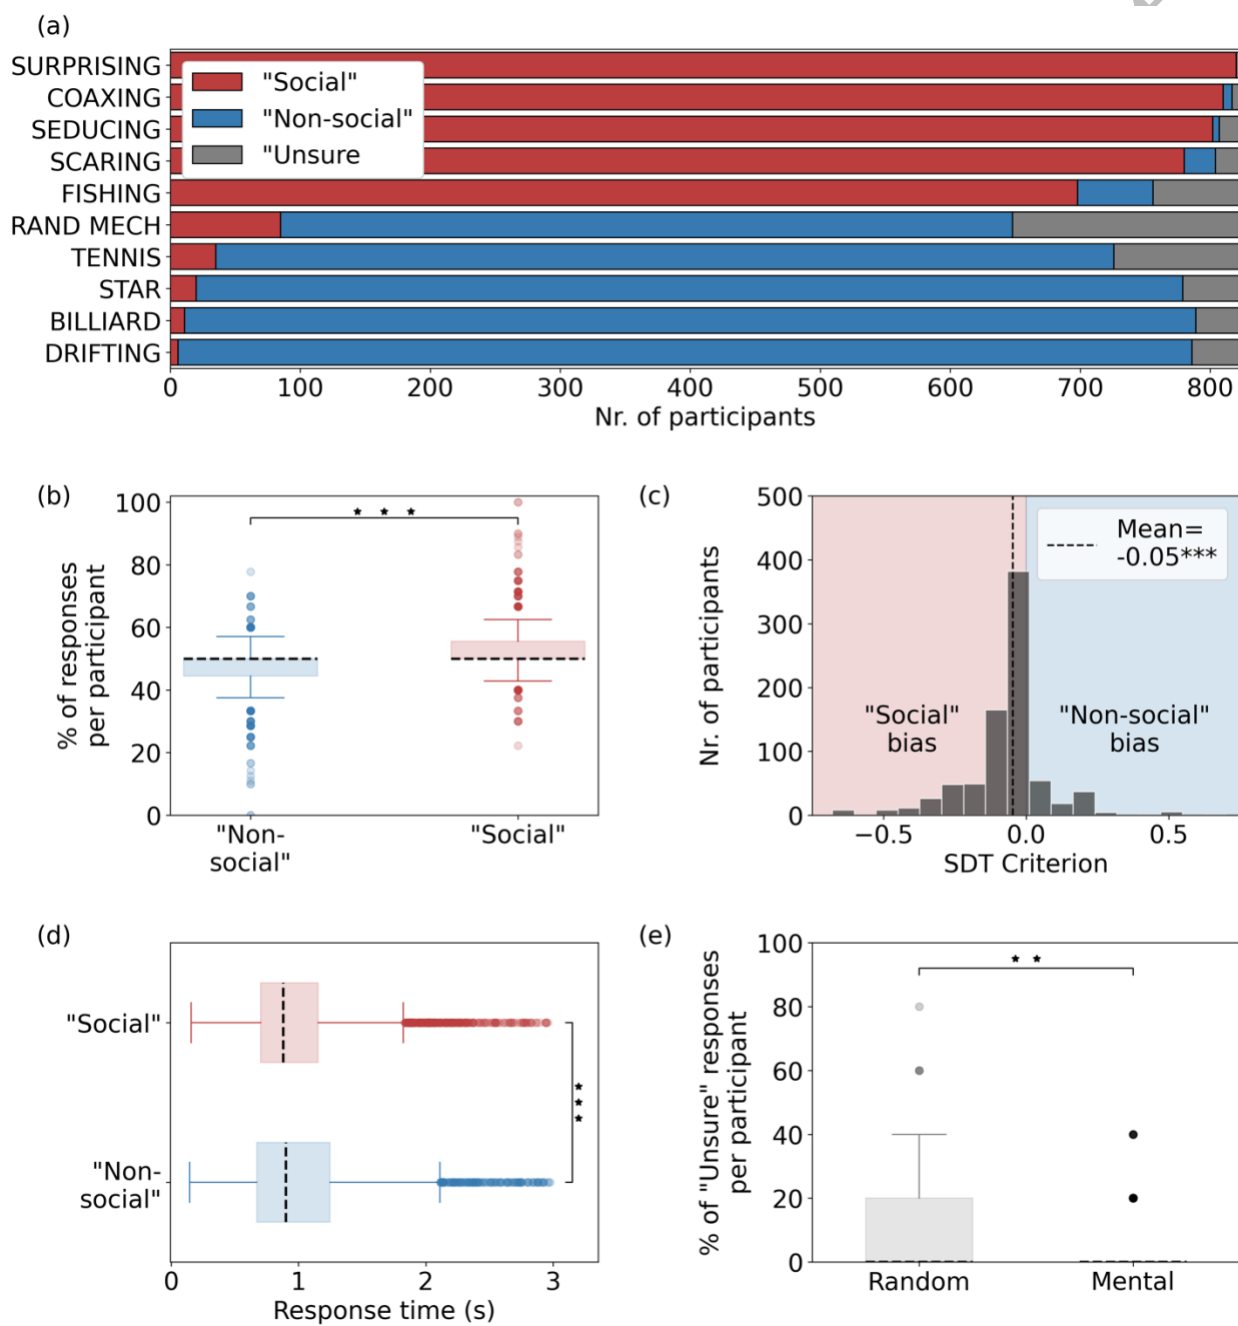 (a)
SURPRISING
COAXING
SEDUCING
SCARING
FISHING
RAND MECH
TENNIS
STAR
BILLIARD
DRIFTING
"Social"
"Non-social"
"Unsure
0 100 200 300 400 500 600 700 800
Nr. of participants
(b)
100
80
60
40
20
0
% of responses
per participant
★ ★ ★
"Non-
social"
"Social"
(c)
500
400
300
200
100
0
Nr. of participants
Mean=
-0.05***
"Social"
bias
"Non-social"
bias
−0.5 0.0 0.5
SDT Criterion
(d)
"Social"
"Non-
social"
★ ★ ★
0 1 2 3
Response time (s)
(e)
100
80
60
40
20
0
% of "Unsure" responses
per participant
★ ★
Random Mental